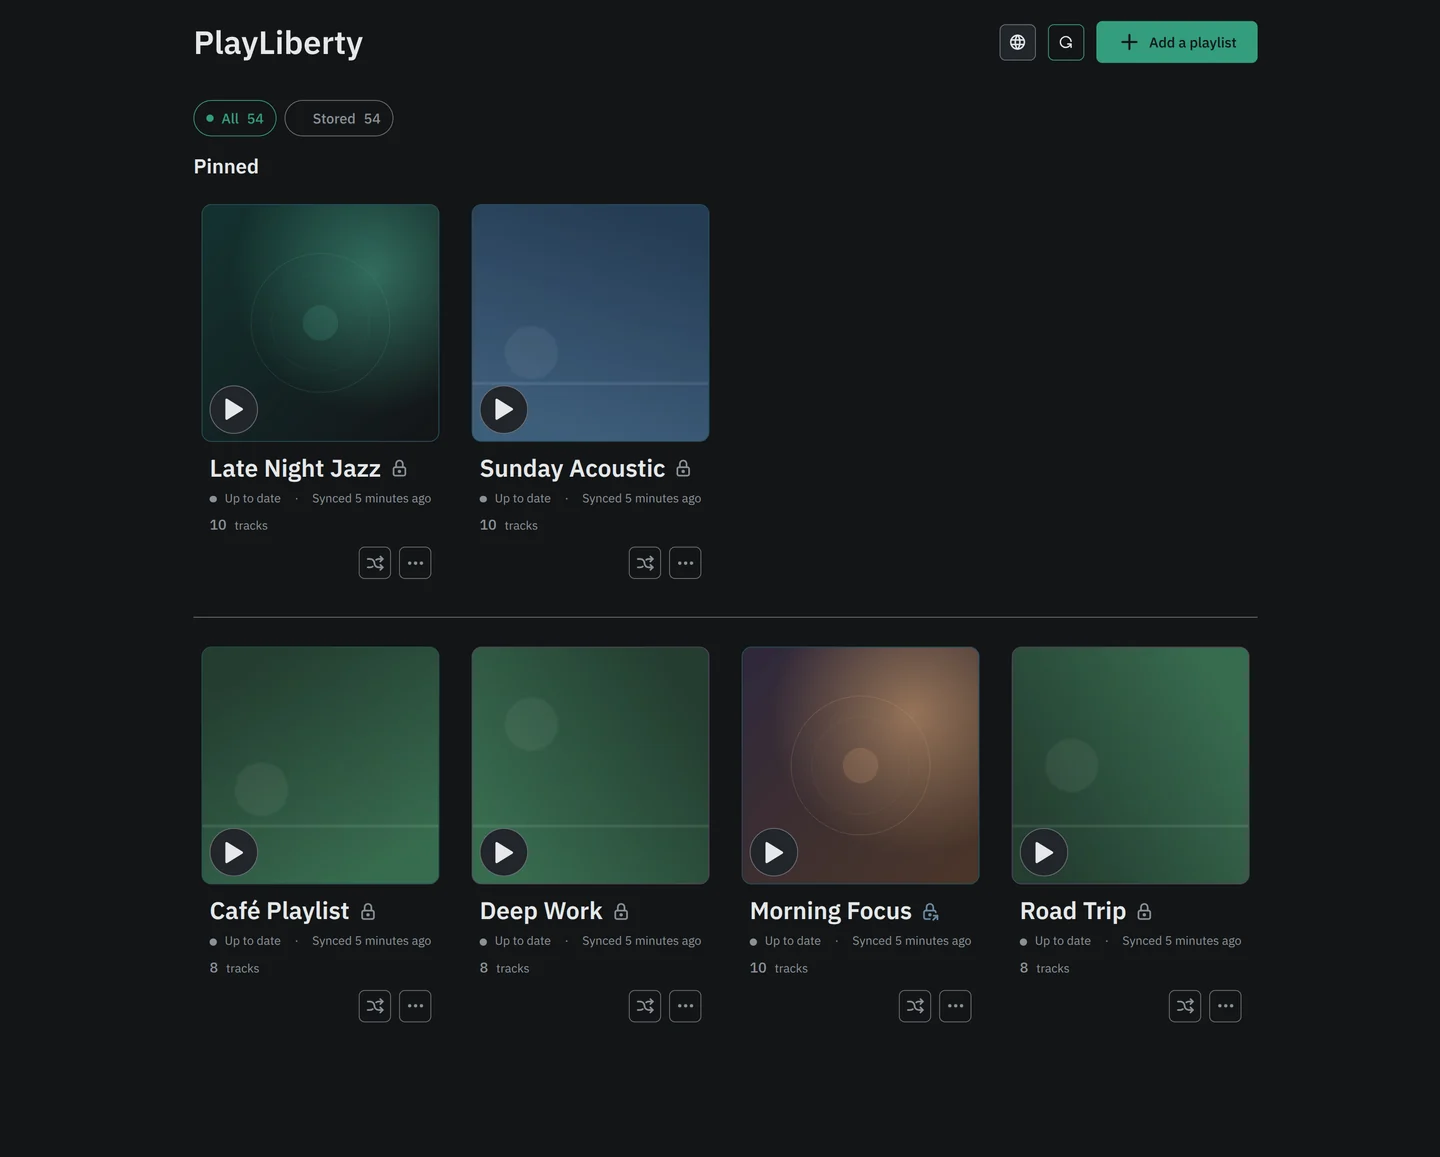 PlayLiberty
Add a playlist
All 54
Stored 54
Pinned
Late Night Jazz
Up to date · Synced 5 minutes ago
10 tracks
Sunday Acoustic
Up to date · Synced 5 minutes ago
10 tracks
Café Playlist
Up to date · Synced 5 minutes ago
8 tracks
Deep Work
Up to date · Synced 5 minutes ago
8 tracks
Morning Focus
Up to date · Synced 5 minutes ago
10 tracks
Road Trip
Up to date · Synced 5 minutes ago
8 tracks